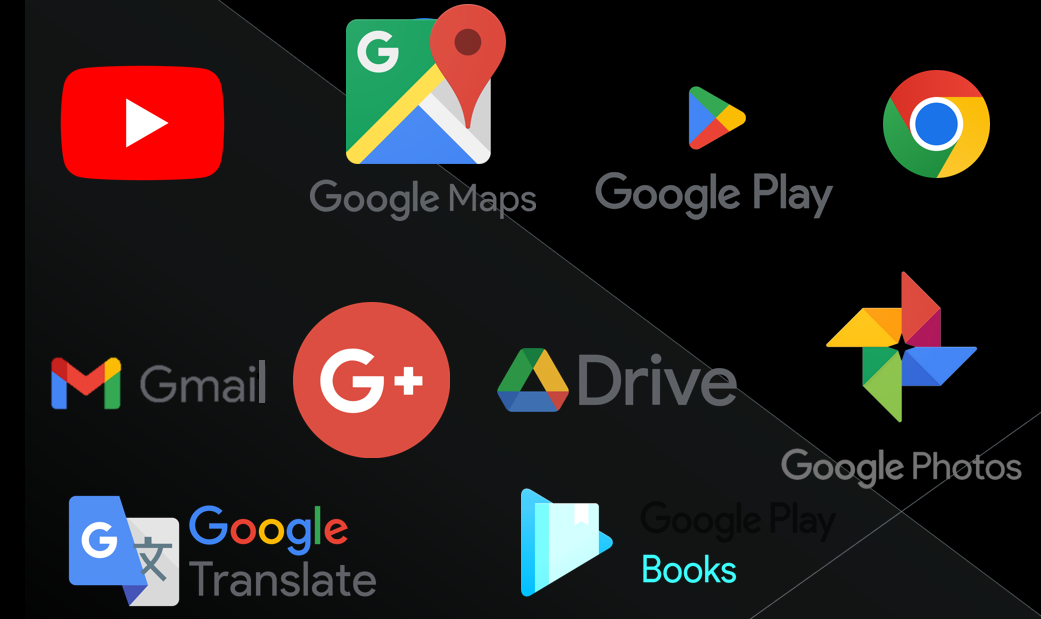 G
Google Maps
Google Play
Gmail
G+
Drive
Google Photos
G 文
Google
Translate
Google Play
Books